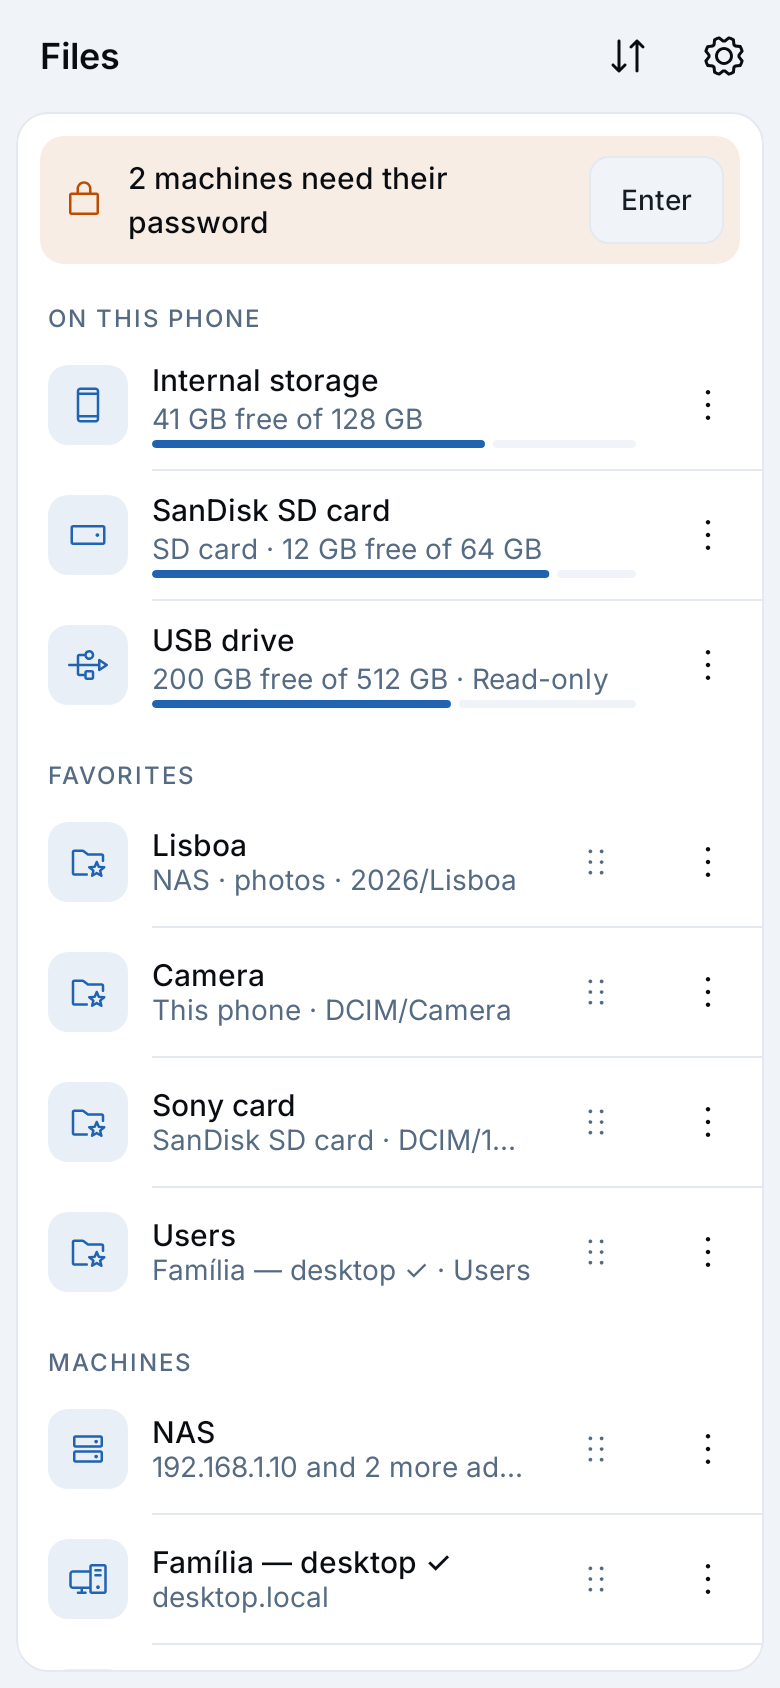 Files
2 machines need their
password
Enter
ON THIS PHONE
Internal storage
41 GB free of 128 GB
SanDisk SD card
SD card · 12 GB free of 64 GB
USB drive
200 GB free of 512 GB · Read-only
FAVORITES
Lisboa
NAS · photos · 2026/Lisboa
Camera
This phone · DCIM/Camera
Sony card
SanDisk SD card · DCIM/1…
Users
Família — desktop ✓ · Users
MACHINES
NAS
192.168.1.10 and 2 more ad…
Família — desktop ✓
desktop.local